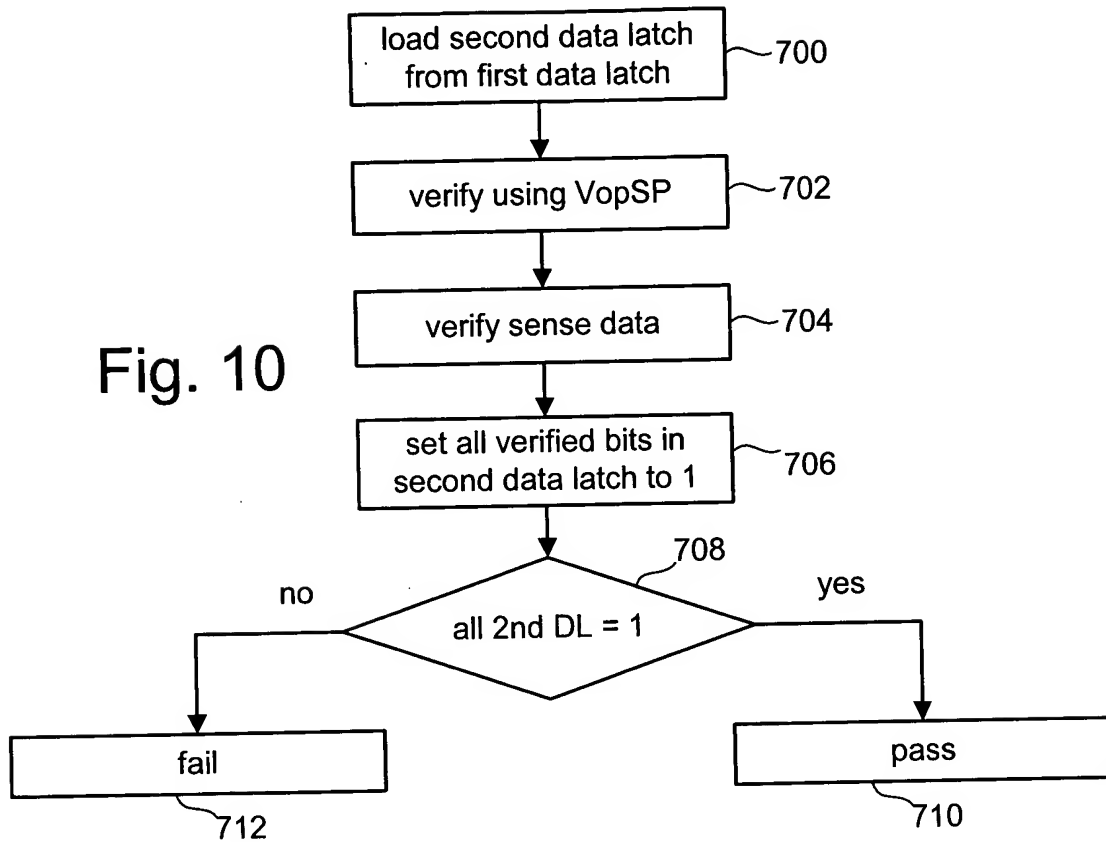 load second data latch
from first data latch
700
verify using VopSP
702
verify sense data
704
Fig. 10
set all verified bits in
second data latch to 1
706
708
no
yes
all 2nd DL = 1
fail
pass
712
710